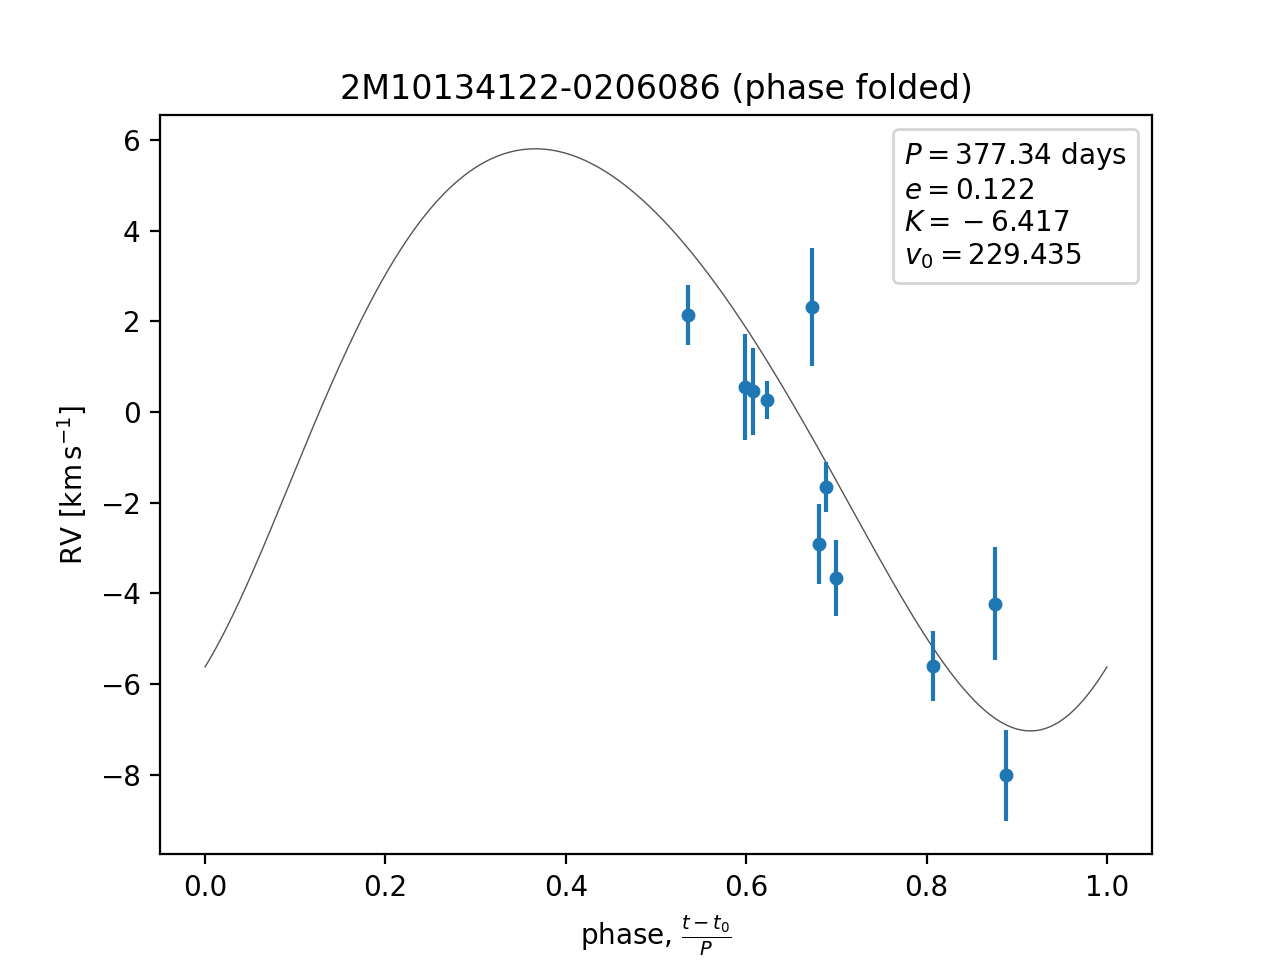 2M10134122-0206086 (phase folded)
P = 377.34 days
e = 0.122
K = −6.417
v₀ = 229.435
RV [km s⁻¹]
6
4
2
0
−2
−4
−6
−8
0.0 0.2 0.4 0.6 0.8 1.0
phase, (t − t₀)/P